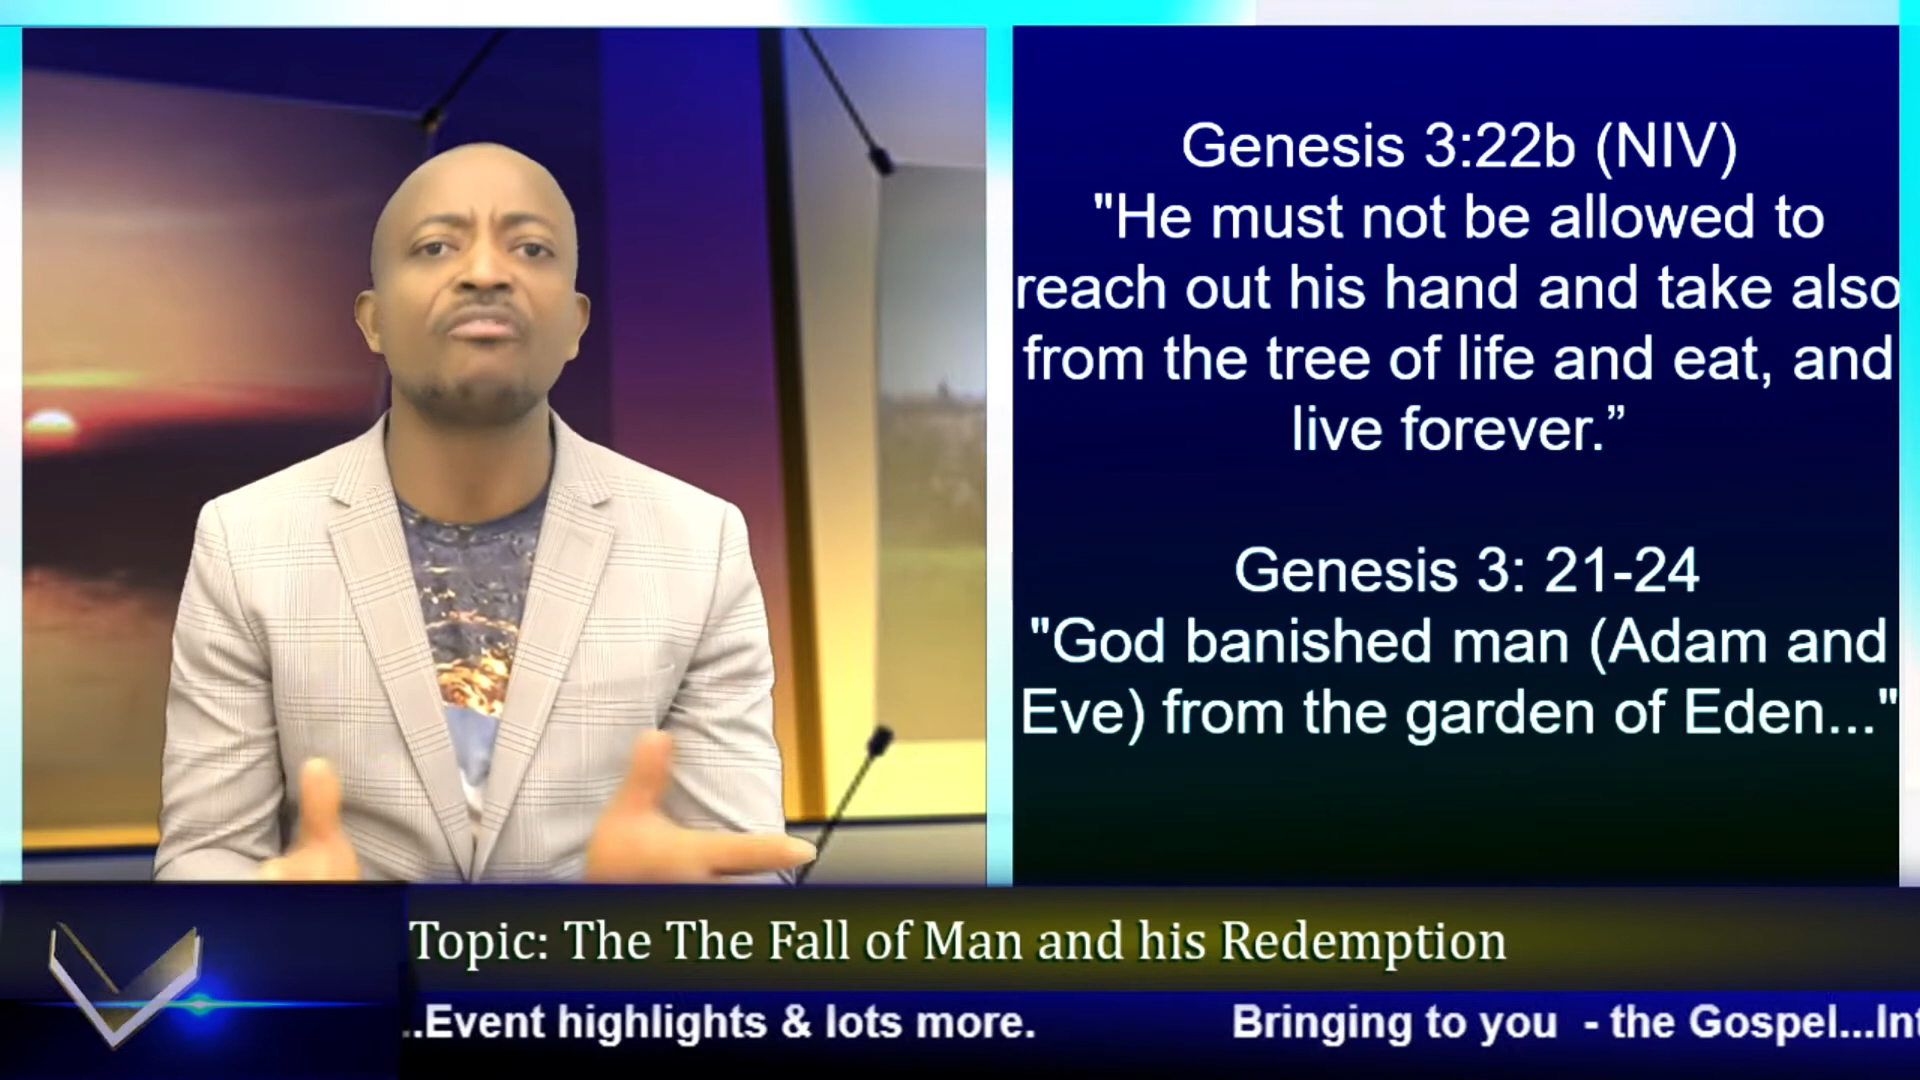 Genesis 3:22b (NIV)
"He must not be allowed to
reach out his hand and take also
from the tree of life and eat, and
live forever.”
Genesis 3: 21-24
"God banished man (Adam and
Eve) from the garden of Eden..."
Topic: The The Fall of Man and his Redemption
..Event highlights & lots more. Bringing to you - the Gospel...Int